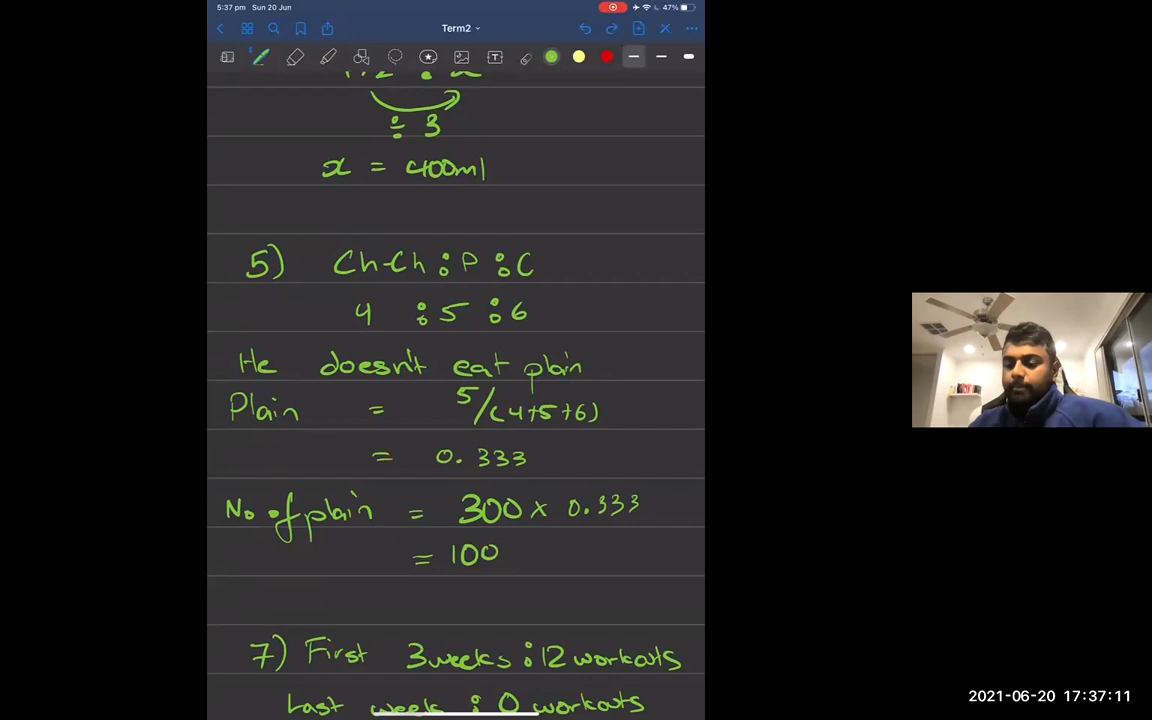 5:37 pm Sun 20 Jun
47%
Term2
÷ 3
x = 400ml
5) Ch-Ch : P : C
4 : 5 : 6
He doesn't eat plain
Plain = 5/(4+5+6)
= 0.333
No. of plain = 300 × 0.333
= 100
7) First 3 weeks : 12 workouts
Last week : 0 workouts
2021-06-20 17:37:11